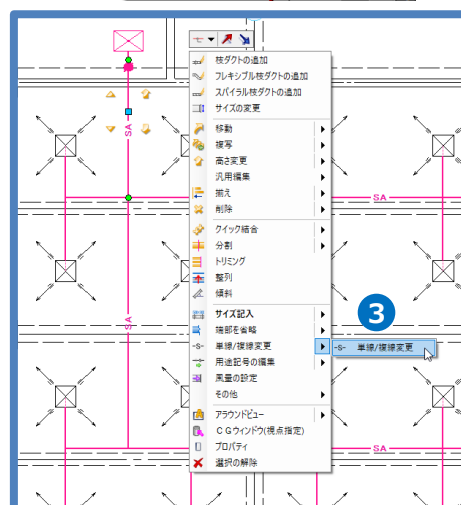 枝ダクトの追加
フレキシブル枝ダクトの追加
スパイラル枝ダクトの追加
サイズの変更
移動
複写
高さ変更
汎用編集
揃え
削除
クイック結合
分割
トリミング
整列
傾斜
サイズ記入
端部を省略
-S- 単線/複線変更
-S- 単線/複線変更
用途記号の編集
風量の設定
その他
アラウンドビュー
CGウィンドウ(視点指定)
プロパティ
選択の解除
3
SA
SA
SA
SA